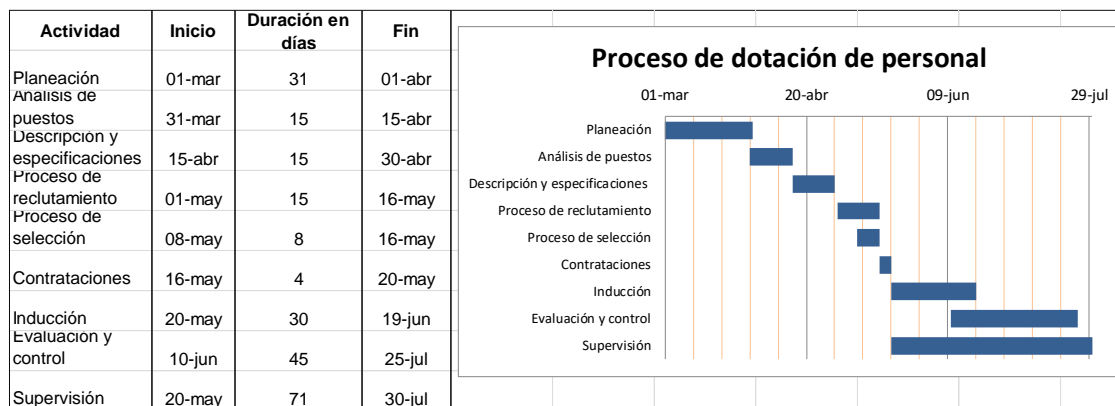 Actividad Inicio Duración en días Fin
Planeación 01-mar 31 01-abr
Análisis de puestos 31-mar 15 15-abr
Descripción y especificaciones 15-abr 15 30-abr
Proceso de reclutamiento 01-may 15 16-may
Proceso de selección 08-may 8 16-may
Contrataciones 16-may 4 20-may
Inducción 20-may 30 19-jun
Evaluación y control 10-jun 45 25-jul
Supervisión 20-may 71 30-jul
Proceso de dotación de personal
01-mar 20-abr 09-jun 29-jul
Planeación
Análisis de puestos
Descripción y especificaciones
Proceso de reclutamiento
Proceso de selección
Contrataciones
Inducción
Evaluación y control
Supervisión